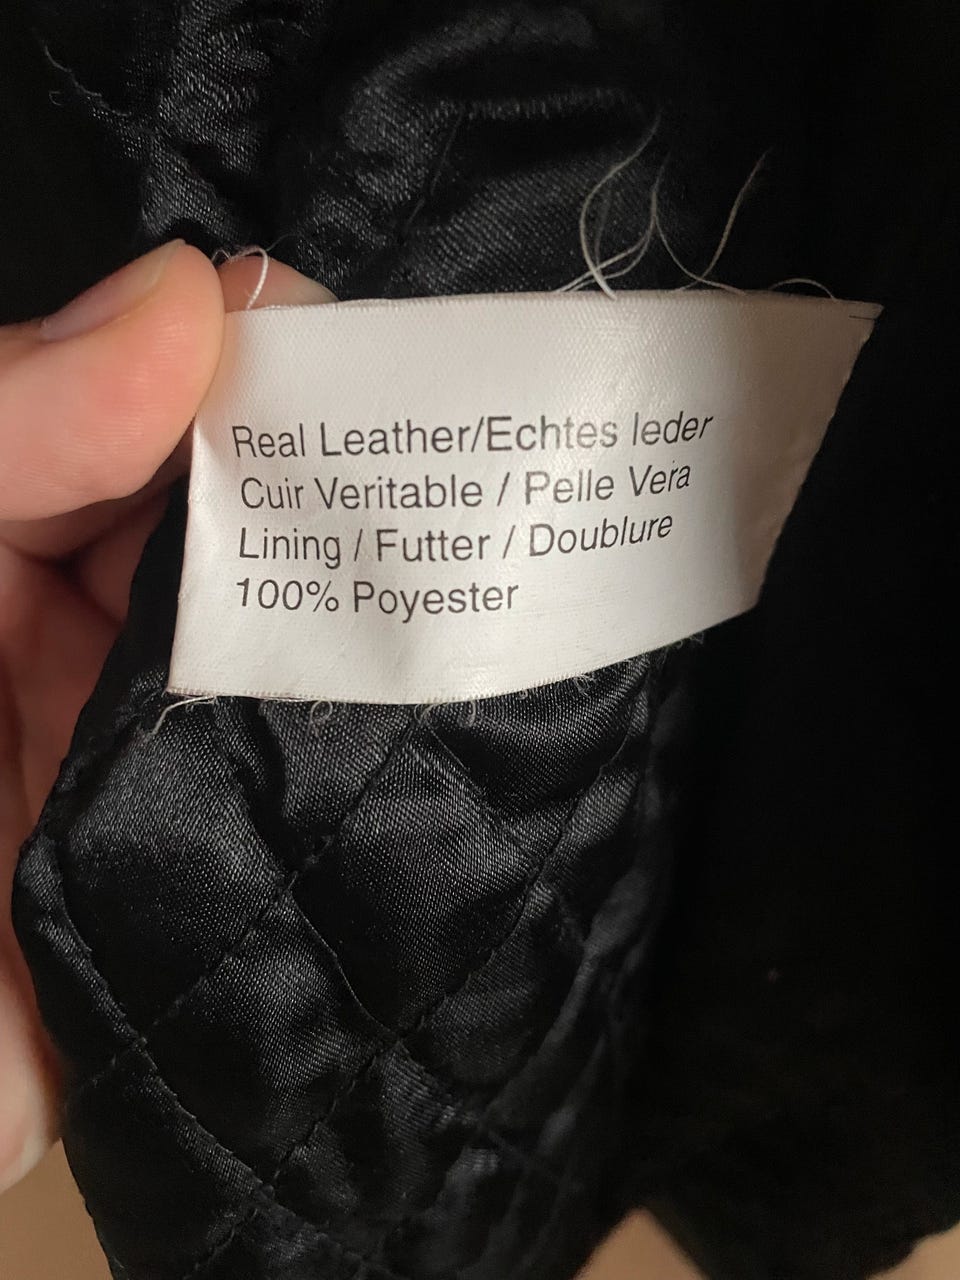 Real Leather/Echtes leder
Cuir Veritable / Pelle Vera
Lining / Futter / Doublure
100% Poyester